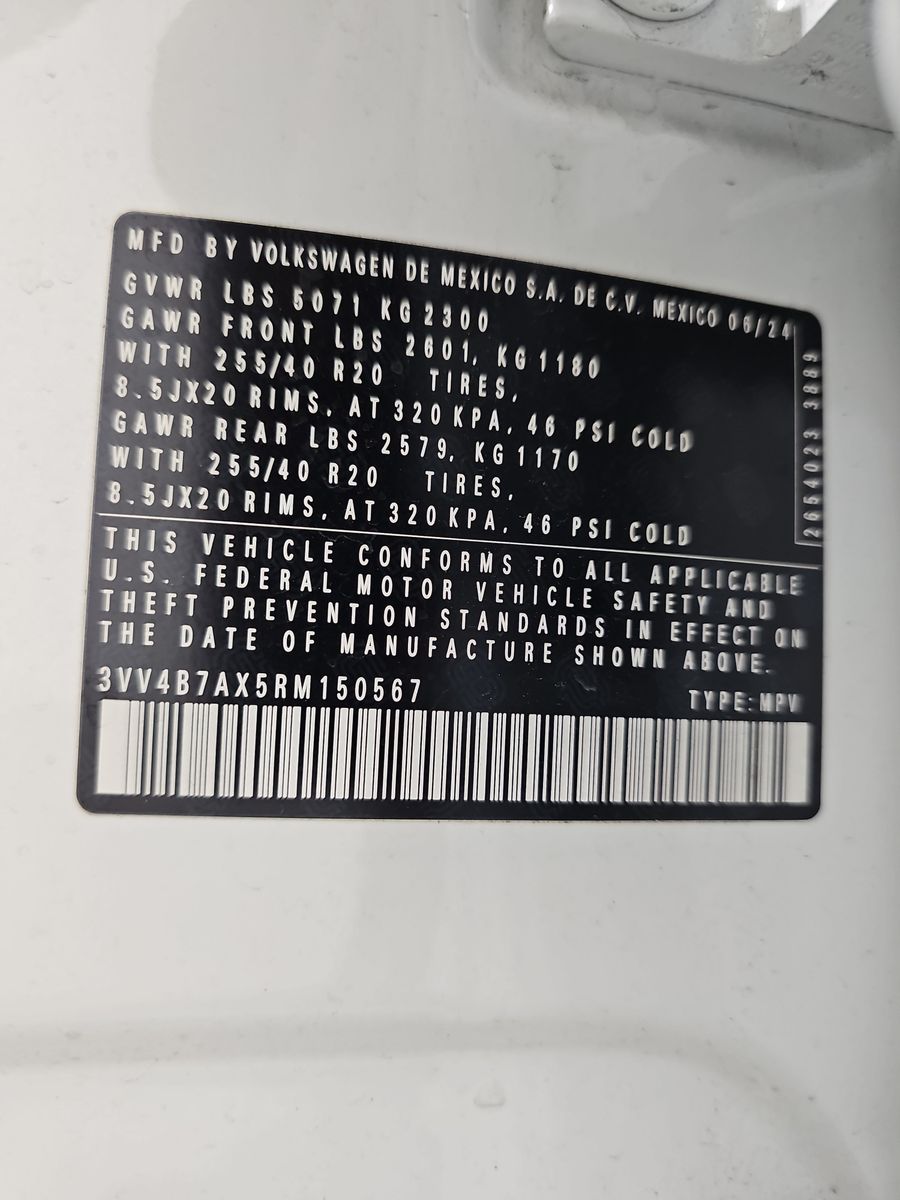 MFD BY VOLKSWAGEN DE MEXICO S.A. DE C.V. MEXICO 06/24
GVWR LBS 5071 KG 2300
GAWR FRONT LBS 2601, KG 1180
WITH 255/40 R20 TIRES,
8.5JX20 RIMS, AT 320 KPA, 46 PSI COLD
GAWR REAR LBS 2579, KG 1170
WITH 255/40 R20 TIRES,
8.5JX20 RIMS, AT 320 KPA, 46 PSI COLD
2654023 3889
THIS VEHICLE CONFORMS TO ALL APPLICABLE
U.S. FEDERAL MOTOR VEHICLE SAFETY AND
THEFT PREVENTION STANDARDS IN EFFECT ON
THE DATE OF MANUFACTURE SHOWN ABOVE.
3VV4B7AX5RM150567 TYPE: MPV